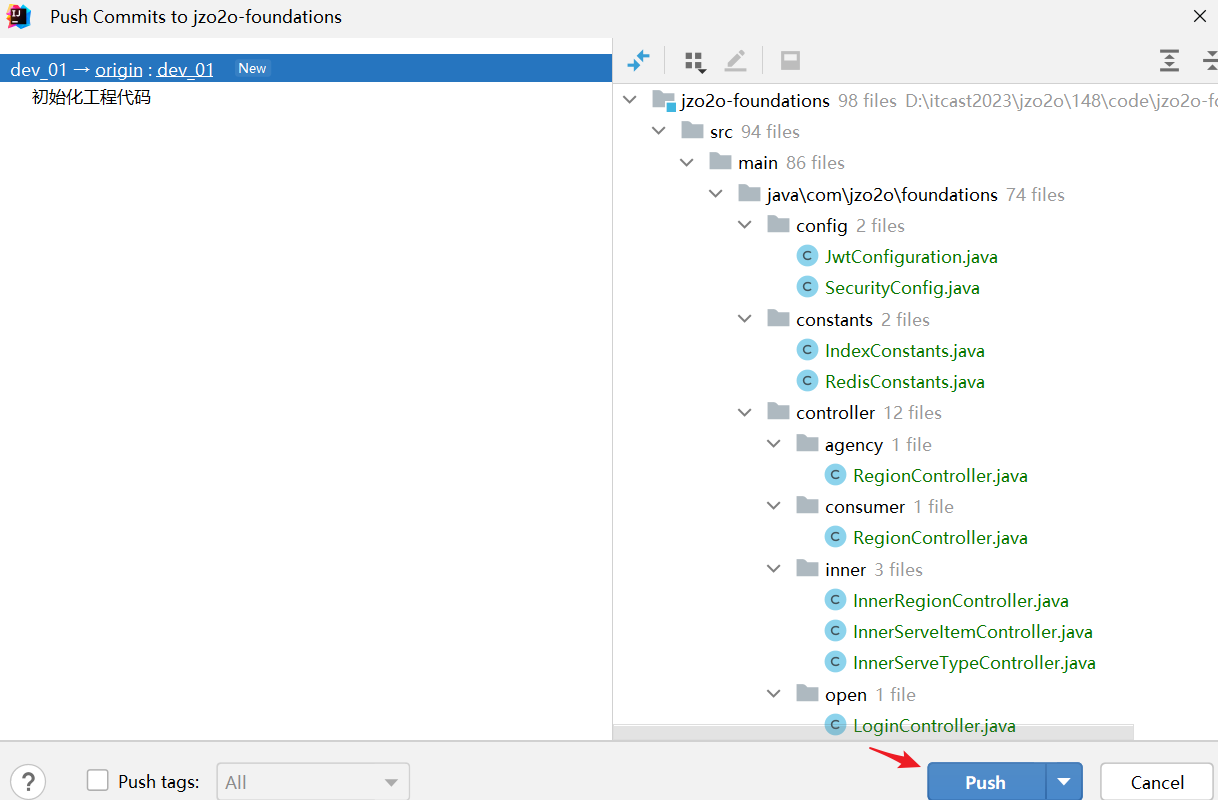 Push Commits to jzo2o-foundations
dev_01 → origin : dev_01 New
初始化工程代码
jzo2o-foundations 98 files D:\itcast2023\jzo2o\148\code\jzo2o-fo
src 94 files
main 86 files
java\com\jzo2o\foundations 74 files
config 2 files
C JwtConfiguration.java
C SecurityConfig.java
constants 2 files
C IndexConstants.java
C RedisConstants.java
controller 12 files
agency 1 file
C RegionController.java
consumer 1 file
C RegionController.java
inner 3 files
C InnerRegionController.java
C InnerServeItemController.java
C InnerServeTypeController.java
open 1 file
C LoginController.java
? Push tags: All Push Cancel